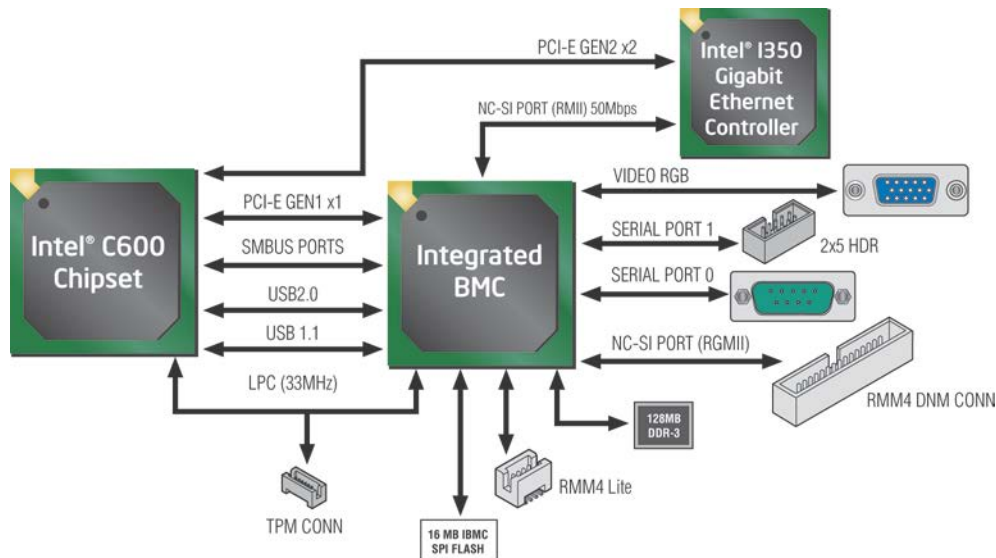 PCI-E GEN2 x2
Intel® I350
Gigabit
Ethernet
Controller
NC-SI PORT (RMII) 50Mbps
VIDEO RGB
Intel® C600
Chipset
PCI-E GEN1 x1
SMBUS PORTS
USB2.0
USB 1.1
LPC (33MHz)
Integrated
BMC
SERIAL PORT 1
2x5 HDR
SERIAL PORT 0
NC-SI PORT (RGMII)
RMM4 DNM CONN
128MB
DDR-3
RMM4 Lite
TPM CONN
16 MB IBMC
SPI FLASH